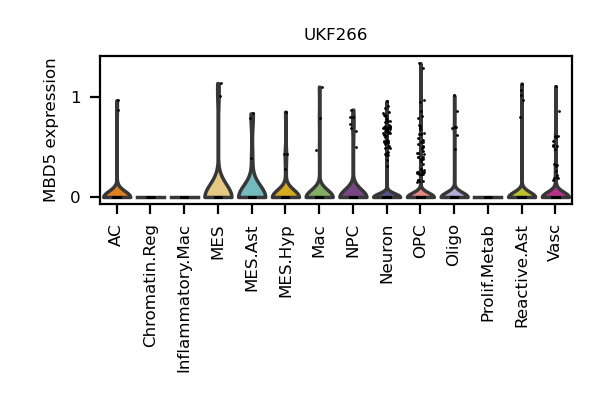 UKF266
MBD5 expression
1
0
AC
Chromatin.Reg
Inflammatory.Mac
MES
MES.Ast
MES.Hyp
Mac
NPC
Neuron
OPC
Oligo
Prolif.Metab
Reactive.Ast
Vasc